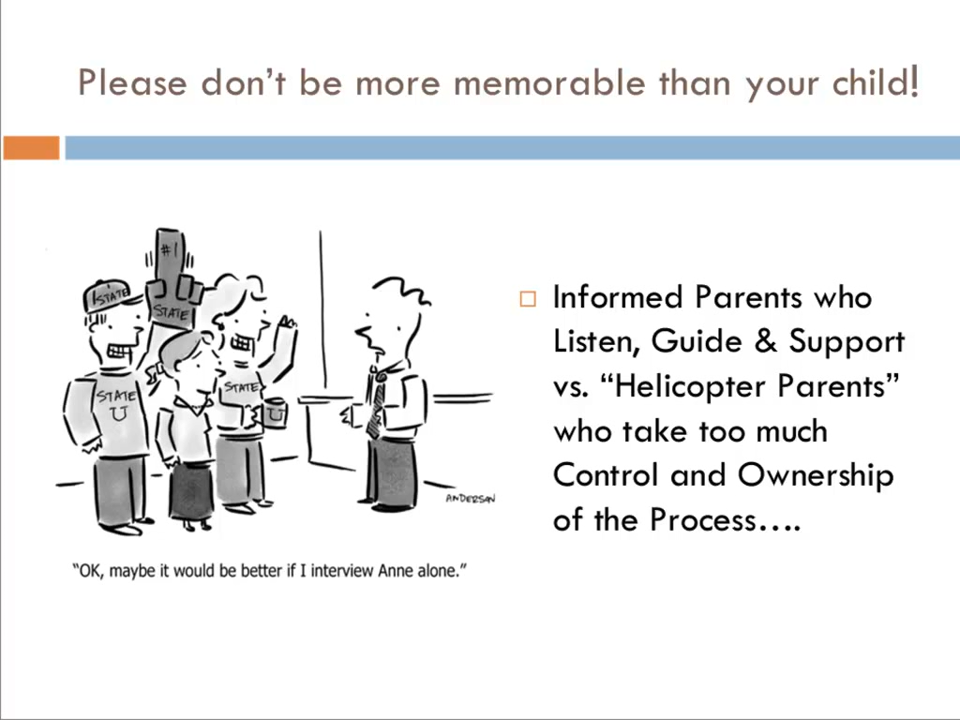 Please don’t be more memorable than your child!
#1
STATE
STATE
STATE
U
STATE
U
ANDERSON
“OK, maybe it would be better if I interview Anne alone.”
Informed Parents who
Listen, Guide & Support
vs. “Helicopter Parents”
who take too much
Control and Ownership
of the Process….